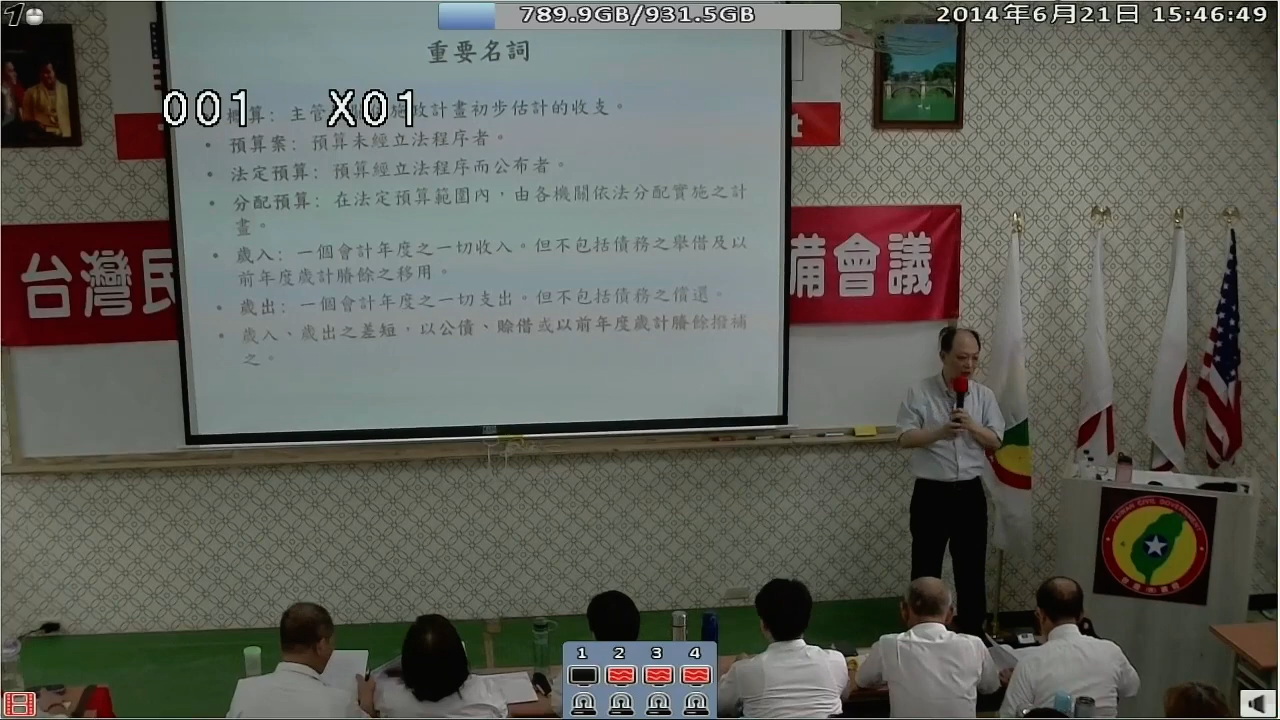 789.9GB/931.5GB
2014年6月21日 15:46:49
重要名詞
001 X01
算: 主管 施政計畫初步估計的收支。
• 預算案: 預算未經立法程序者。
• 法定預算: 預算經立法程序而公布者。
• 分配預算: 在法定預算範圍內,由各機關依法分配實施之計
畫。
• 歲入: 一個會計年度之一切收入。但不包括債務之舉借及以
前年度歲計賸餘之移用。
• 歲出: 一個會計年度之一切支出。但不包括債務之償還。
• 歲入、歲出之差短,以公債、賒借或以前年度歲計賸餘撥補
之。
t
台灣民 備會議
TAIWAN CIVIL GOVERNMENT
1 2 3 4